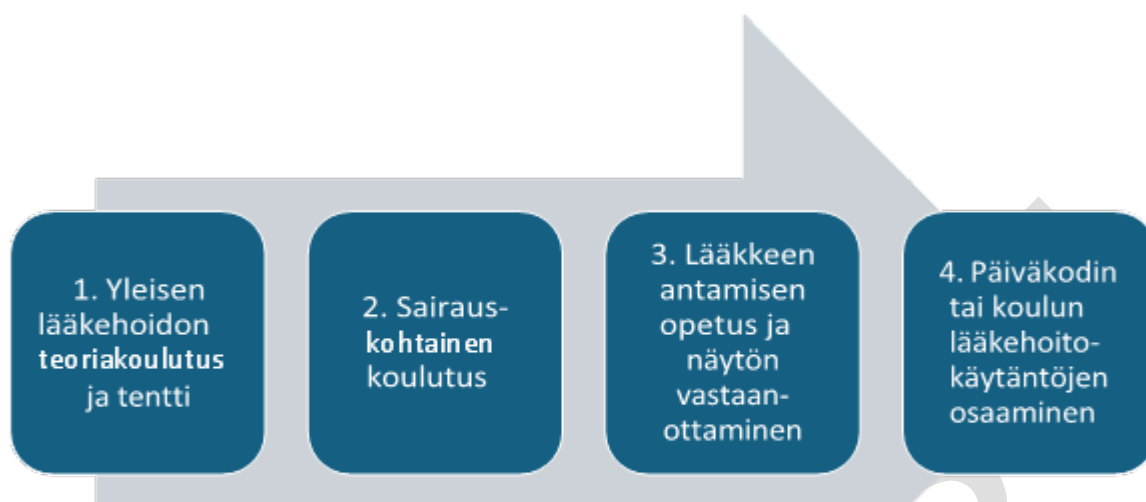 1. Yleisen
lääkehoidon
teoriakoulutus
ja tentti
2. Sairaus-
kohtainen
koulutus
3. Lääkkeen
antamisen
opetus ja
näytön
vastaan-
ottaminen
4. Päiväkodin
tai koulun
lääkehoito-
käytäntöjen
osaaminen